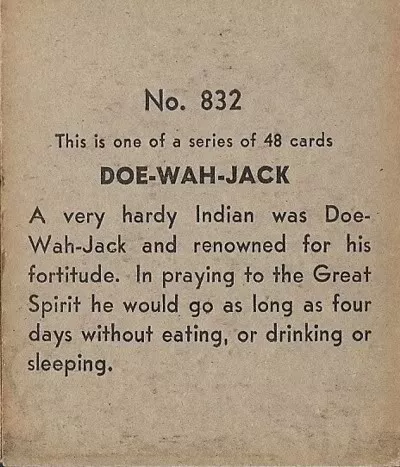 No. 832
This is one of a series of 48 cards
DOE-WAH-JACK
A very hardy Indian was Doe-
Wah-Jack and renowned for his
fortitude. In praying to the Great
Spirit he would go as long as four
days without eating, or drinking or
sleeping.